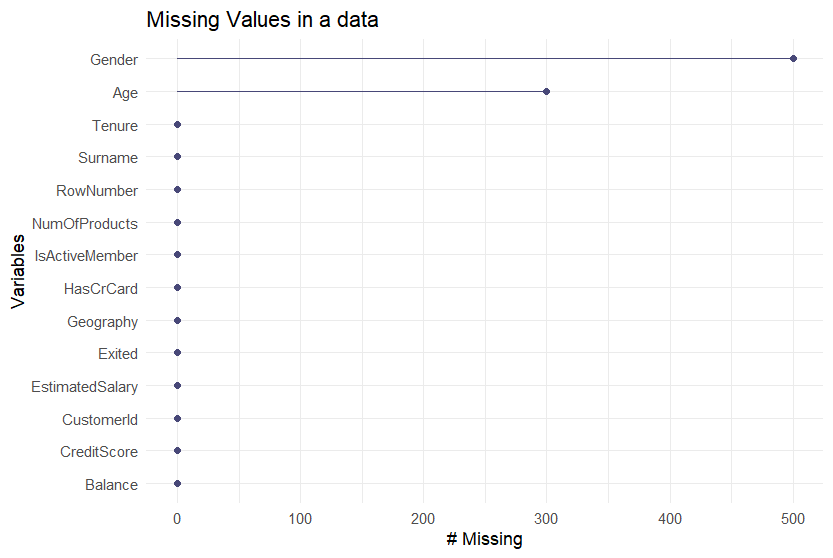 Missing Values in a data
Variables
Gender
Age
Tenure
Surname
RowNumber
NumOfProducts
IsActiveMember
HasCrCard
Geography
Exited
EstimatedSalary
CustomerId
CreditScore
Balance
0 100 200 300 400 500
# Missing